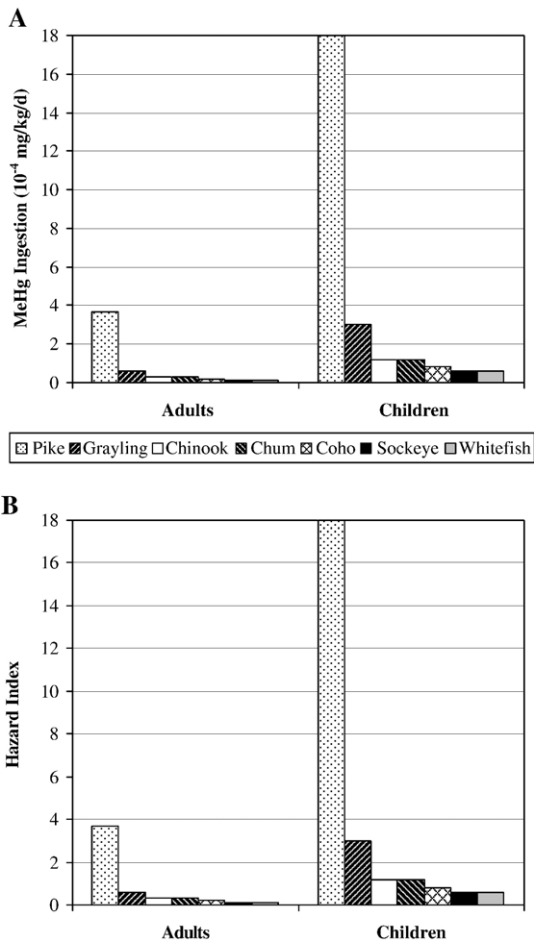 A
18
16
14
12
10
8
6
4
2
0
MeHg Ingestion (10⁻⁴ mg/kg/d)
Adults Children
Pike Grayling Chinook Chum Coho Sockeye Whitefish
B
18
16
14
12
10
8
6
4
2
0
Hazard Index
Adults Children